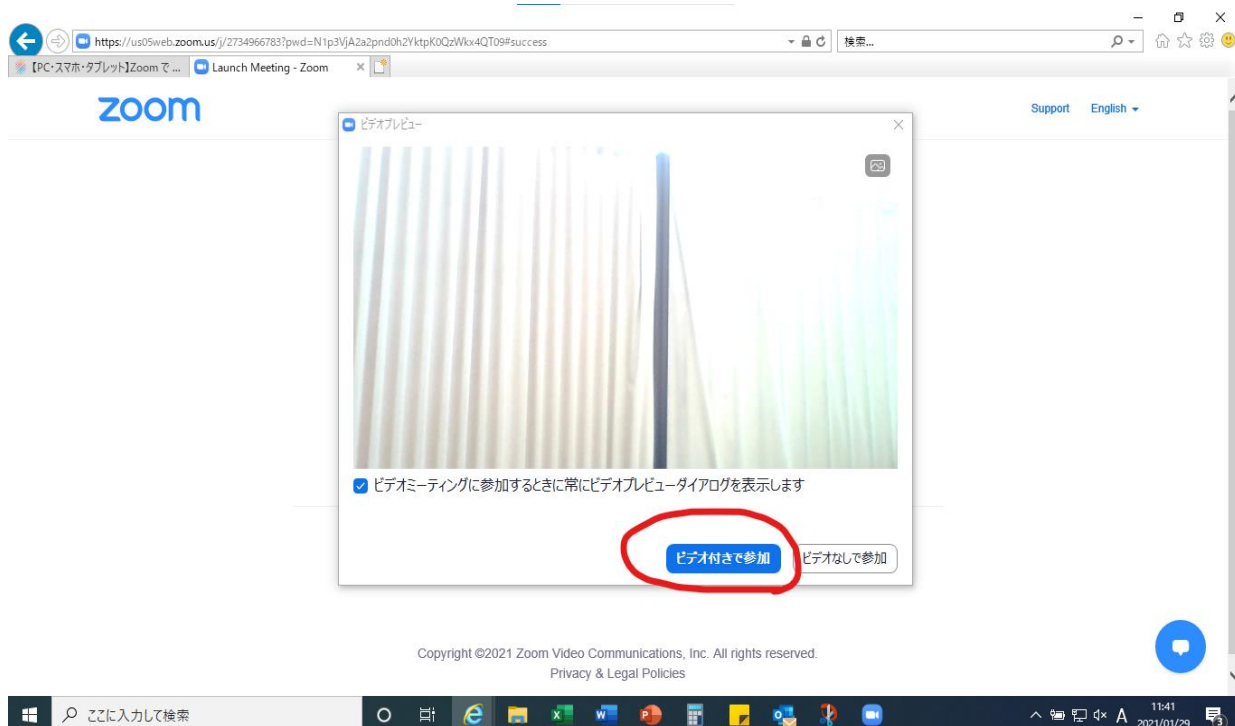 https://us05web.zoom.us/j/2734966783?pwd=N1p3VjA2a2pnd0h2YktpK0QzWkx4QT09#success
検索...
【PC・スマホ・タブレット】Zoom で ...
Launch Meeting - Zoom
zoom
Support English
ビデオプレビュー
ビデオミーティングに参加するときに常にビデオプレビューダイアログを表示します
ビデオ付きで参加 ビデオなしで参加
Copyright ©2021 Zoom Video Communications, Inc. All rights reserved.
Privacy & Legal Policies
ここに入力して検索
A
11:41
2021/01/29
3